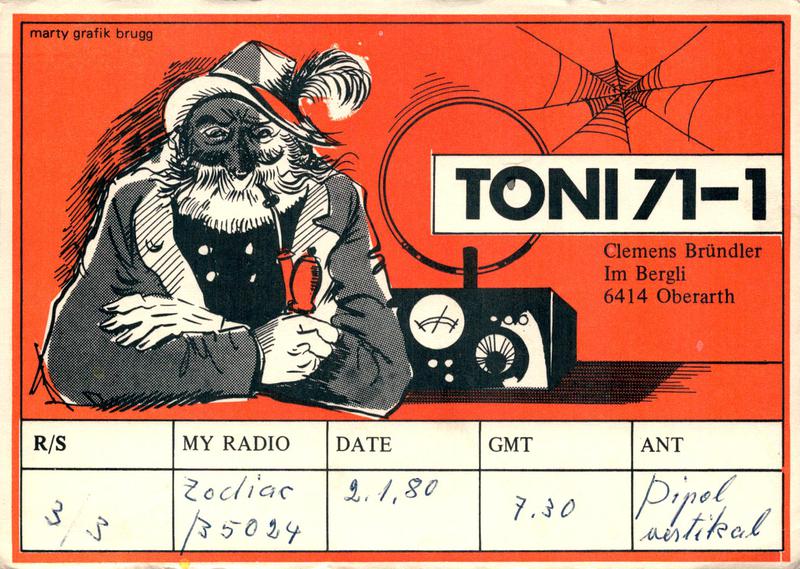 marty grafik brugg
TONI 71-1
Clemens Bründler
Im Bergli
6414 Oberarth
R/S MY RADIO DATE GMT ANT
3/3 Zodiac 2.1.80 7.30 Dipol
B5024 vertikal